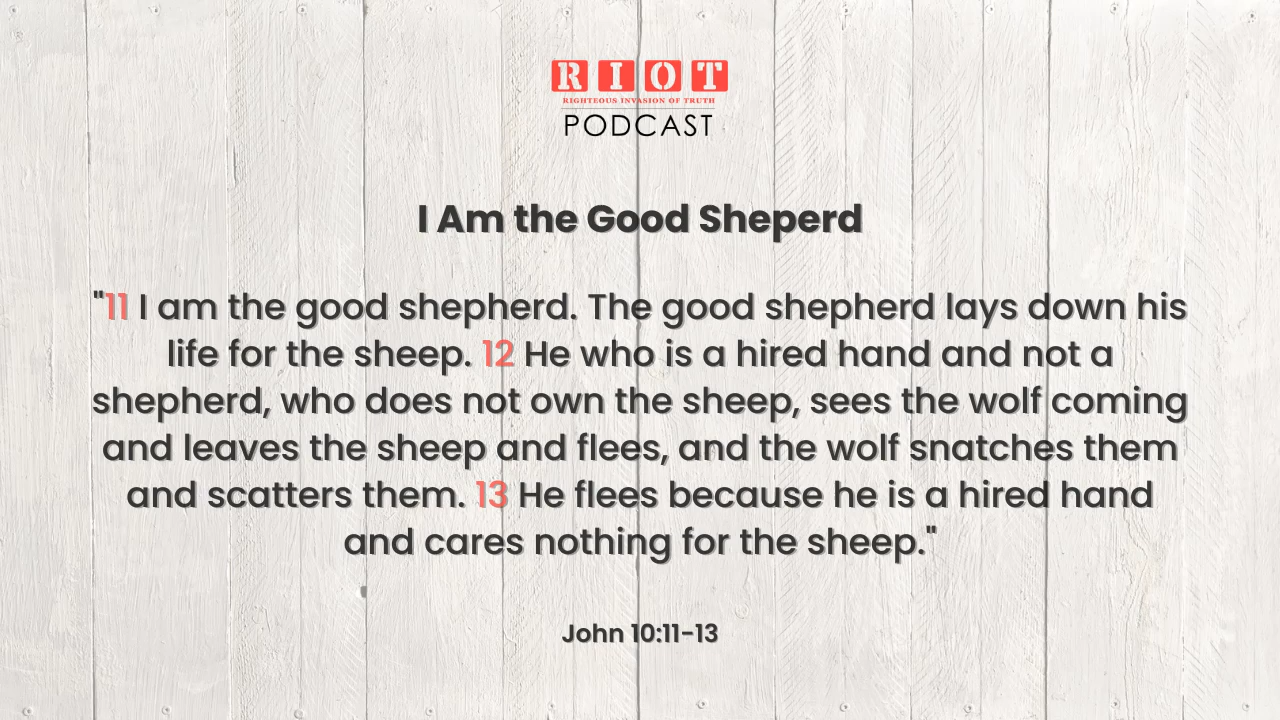 RIOT
RIGHTEOUS INVASION OF TRUTH
PODCAST
I Am the Good Sheperd
"11 I am the good shepherd. The good shepherd lays down his
life for the sheep. 12 He who is a hired hand and not a
shepherd, who does not own the sheep, sees the wolf coming
and leaves the sheep and flees, and the wolf snatches them
and scatters them. 13 He flees because he is a hired hand
and cares nothing for the sheep."
John 10:11-13